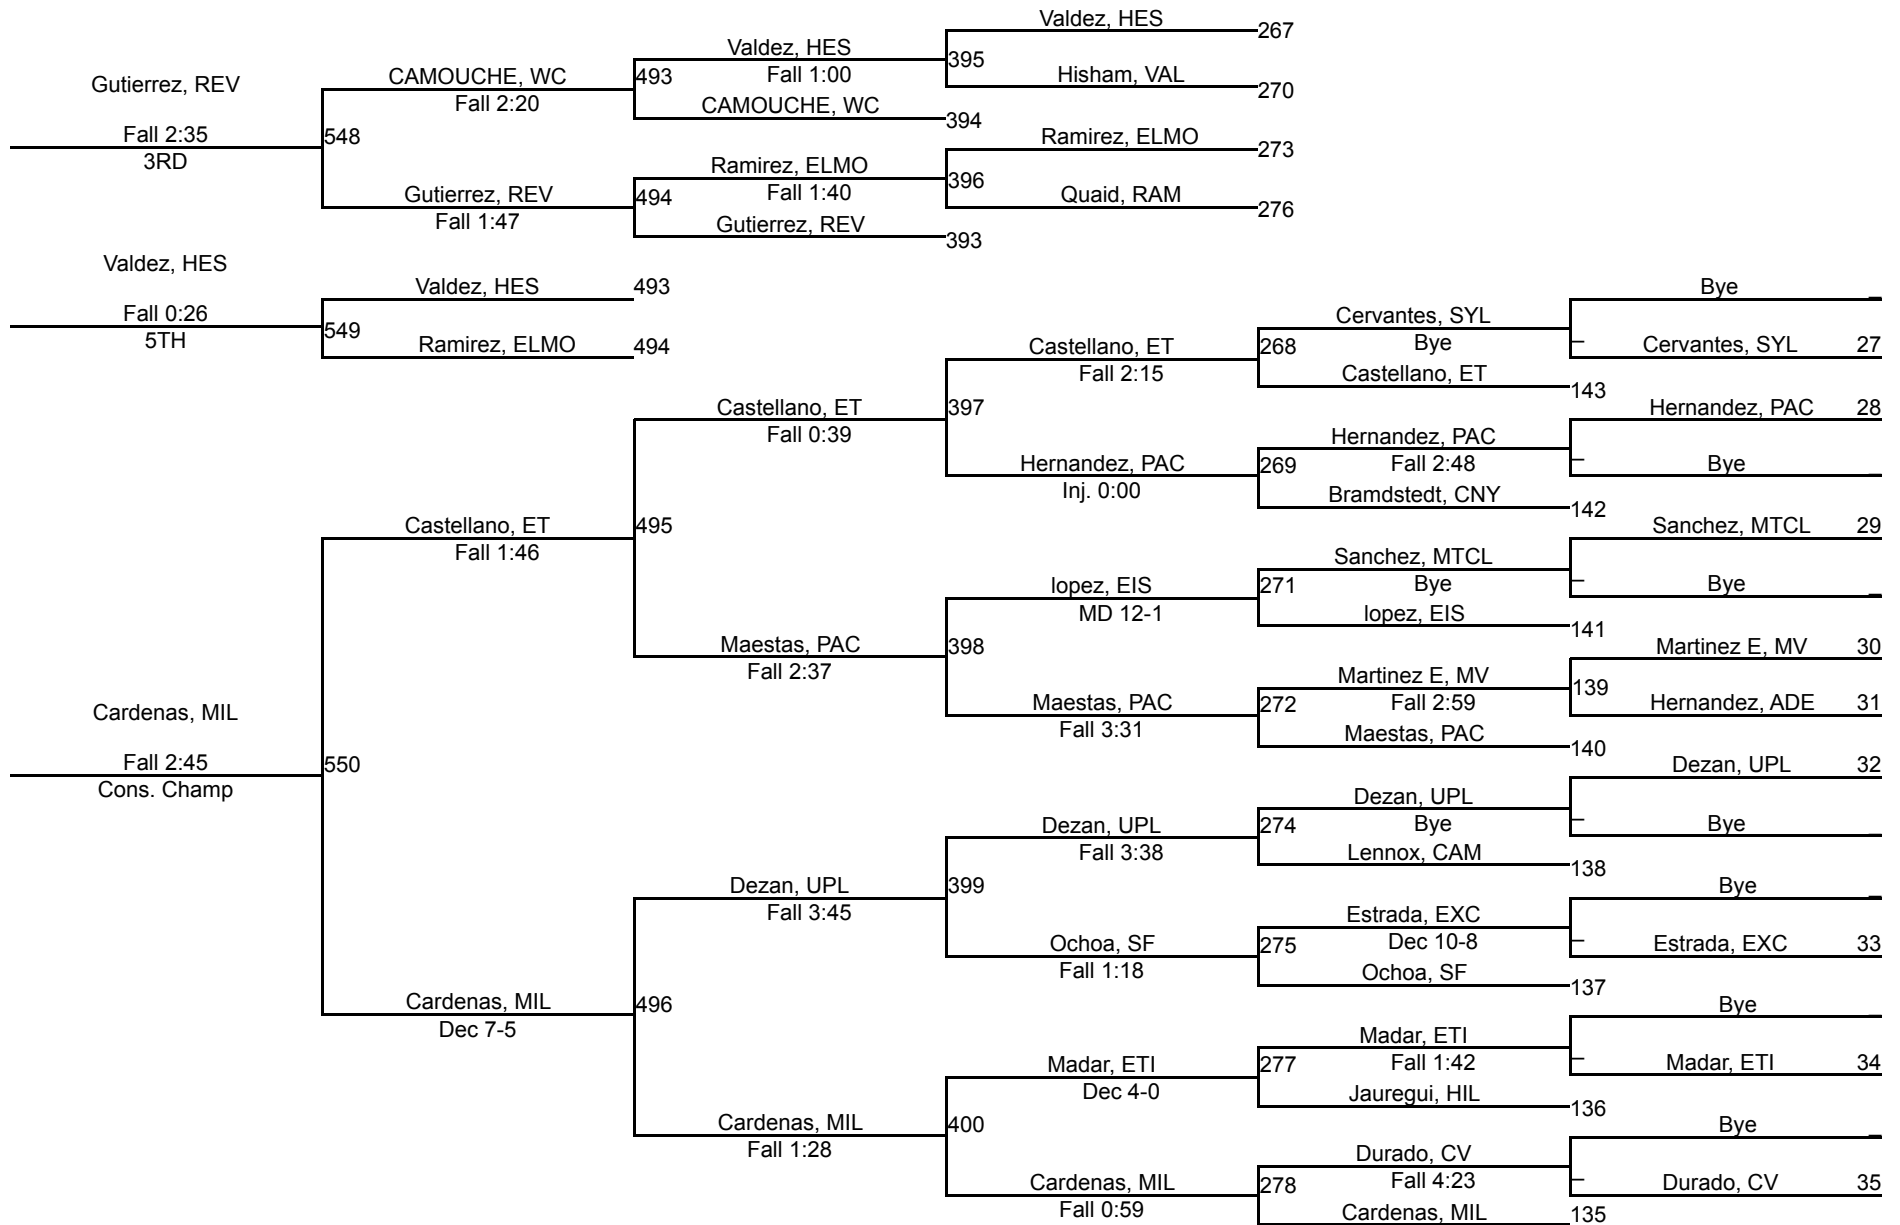 Valdez, HES
267
Valdez, HES
395
Gutierrez, REV
CAMOUCHE, WC
493
Fall 1:00
Hisham, VAL
270
Fall 2:20
CAMOUCHE, WC
394
Fall 2:35
548
Ramirez, ELMO
273
3RD
Ramirez, ELMO
396
Gutierrez, REV
494
Fall 1:40
Quaid, RAM
276
Fall 1:47
Gutierrez, REV
393
Valdez, HES
Valdez, HES
493
Bye
_
Fall 0:26
549
Cervantes, SYL
5TH
Ramirez, ELMO
494
Castellano, ET
268
Bye
_
Cervantes, SYL
27
Fall 2:15
Castellano, ET
143
Castellano, ET
397
Hernandez, PAC
28
Fall 0:39
Hernandez, PAC
Hernandez, PAC
269
Fall 2:48
_
Bye
_
Inj. 0:00
Bramdstedt, CNY
142
Castellano, ET
495
Sanchez, MTCL
29
Fall 1:46
Sanchez, MTCL
lopez, EIS
271
Bye
_
Bye
_
MD 12-1
lopez, EIS
141
Maestas, PAC
398
Martinez E, MV
30
Fall 2:37
Martinez E, MV
139
Cardenas, MIL
Maestas, PAC
272
Fall 2:59
Hernandez, ADE
31
Fall 3:31
Maestas, PAC
140
Fall 2:45
550
Dezan, UPL
32
Cons. Champ
Dezan, UPL
Dezan, UPL
274
Bye
_
Bye
_
Fall 3:38
Lennox, CAM
138
Dezan, UPL
399
Bye
_
Fall 3:45
Estrada, EXC
Ochoa, SF
275
Dec 10-8
_
Estrada, EXC
33
Fall 1:18
Ochoa, SF
137
Cardenas, MIL
496
Bye
_
Dec 7-5
Madar, ETI
Madar, ETI
277
Fall 1:42
_
Madar, ETI
34
Dec 4-0
Jauregui, HIL
136
Cardenas, MIL
400
Bye
_
Fall 1:28
Durado, CV
Cardenas, MIL
278
Fall 4:23
_
Durado, CV
35
Fall 0:59
Cardenas, MIL
135